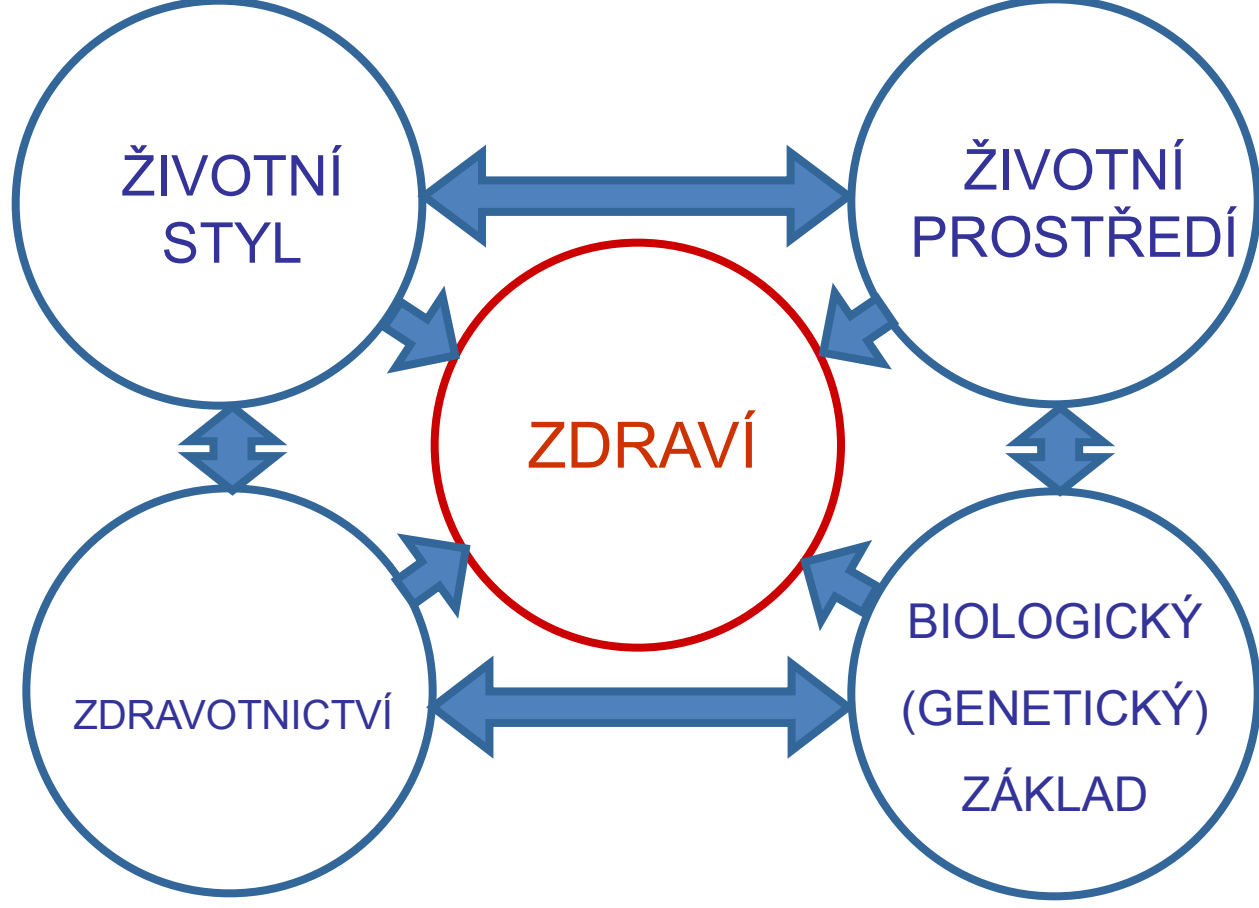 ŽIVOTNÍ
STYL
ŽIVOTNÍ
PROSTŘEDÍ
ZDRAVÍ
ZDRAVOTNICTVÍ
BIOLOGICKÝ
(GENETICKÝ)
ZÁKLAD